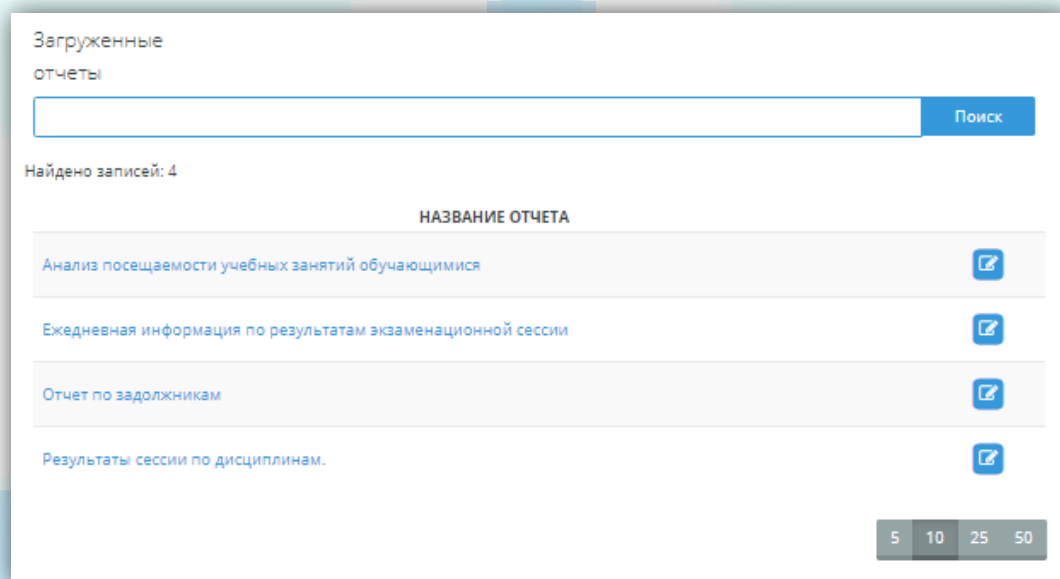 Загруженные
отчеты
Поиск
Найдено записей: 4
НАЗВАНИЕ ОТЧЕТА
Анализ посещаемости учебных занятий обучающимися
Ежедневная информация по результатам экзаменационной сессии
Отчет по задолжникам
Результаты сессии по дисциплинам.
5 10 25 50